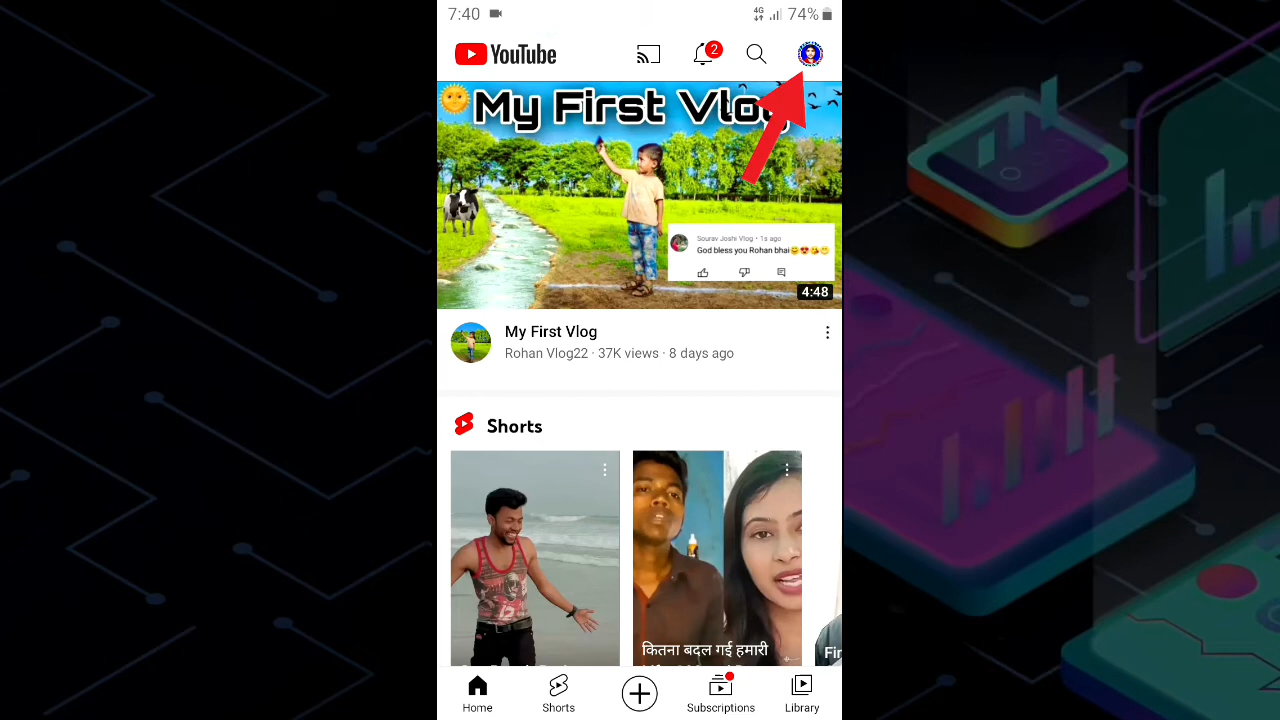 7:40
4G
74%
YouTube
2
My First Vlog
Sourav Joshi Vlog • 1s ago
God bless you Rohan bhai😊😍😘😋
4:48
My First Vlog
Rohan Vlog22 · 37K views · 8 days ago
Shorts
कितना बदल गई हमारी
Fir
Home
Shorts
Subscriptions
Library